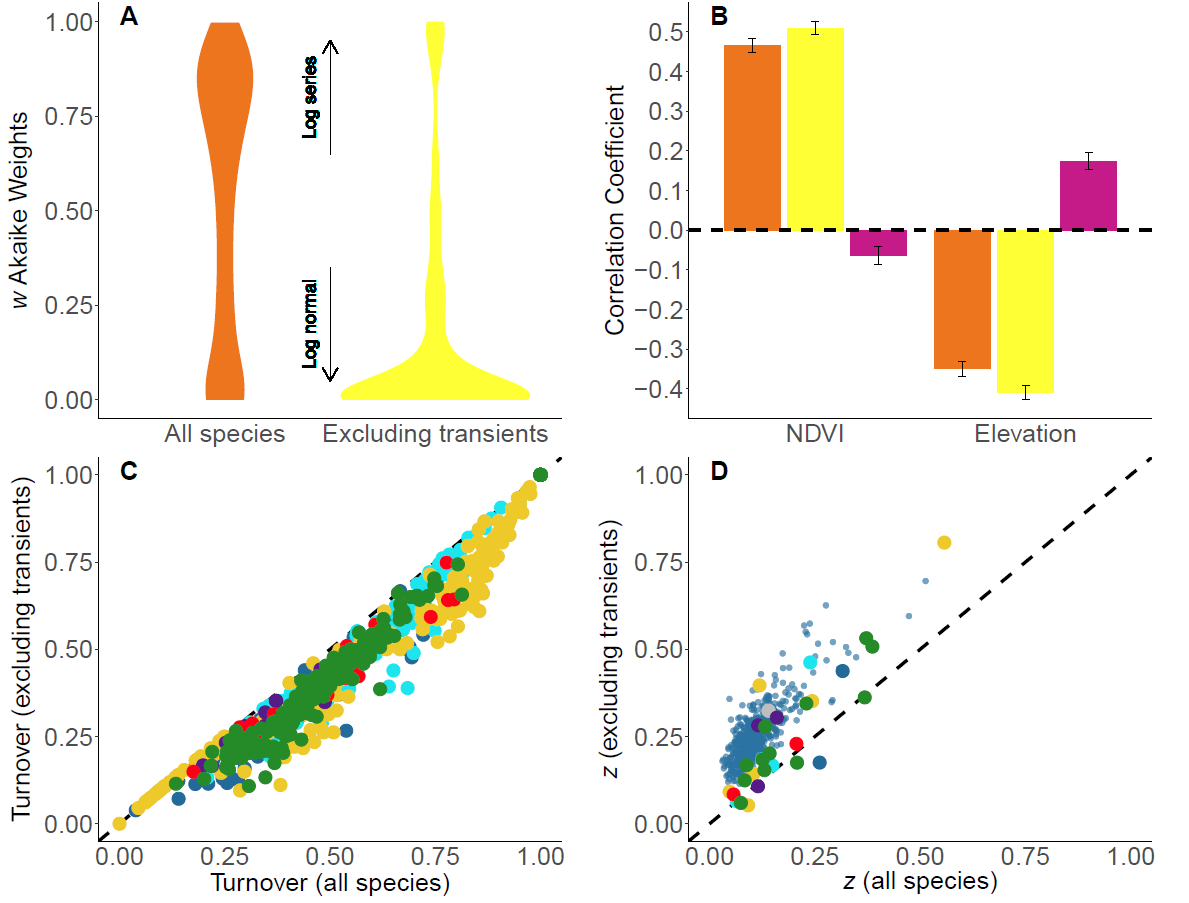 A
w Akaike Weights
1.00
0.75
0.50
0.25
0.00
Log series
Log normal
All species
Excluding transients
B
Correlation Coefficient
0.5
0.4
0.3
0.2
0.1
0.0
−0.1
−0.2
−0.3
−0.4
NDVI
Elevation
C
Turnover (excluding transients)
1.00
0.75
0.50
0.25
0.00
0.00 0.25 0.50 0.75 1.00
Turnover (all species)
D
z (excluding transients)
1.00
0.75
0.50
0.25
0.00
0.00 0.25 0.50 0.75 1.00
z (all species)